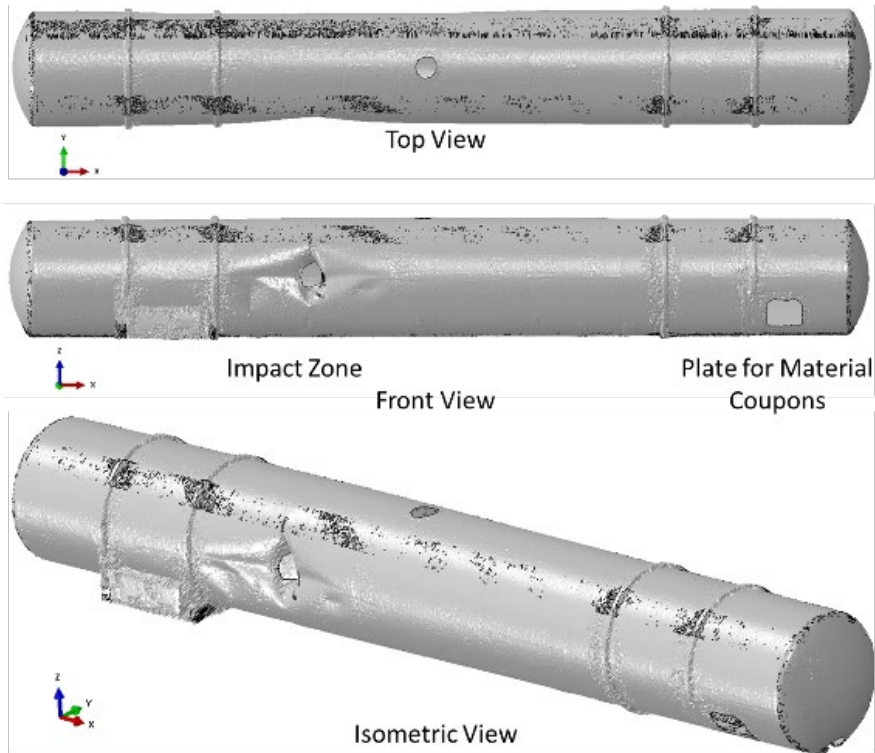 Top View
Y
X
Impact Zone
Plate for Material
Coupons
Front View
Z
X
Isometric View
Z
Y
X